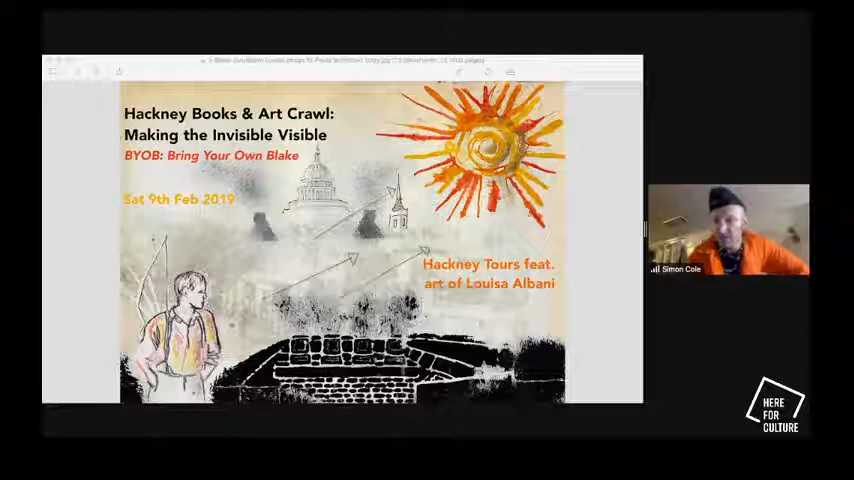 Hackney Books & Art Crawl:
Making the Invisible Visible
BYOB: Bring Your Own Blake
Sat 9th Feb 2019
Hackney Tours feat.
art of Louisa Albani
Simon Cole
HERE
FOR
CULTURE